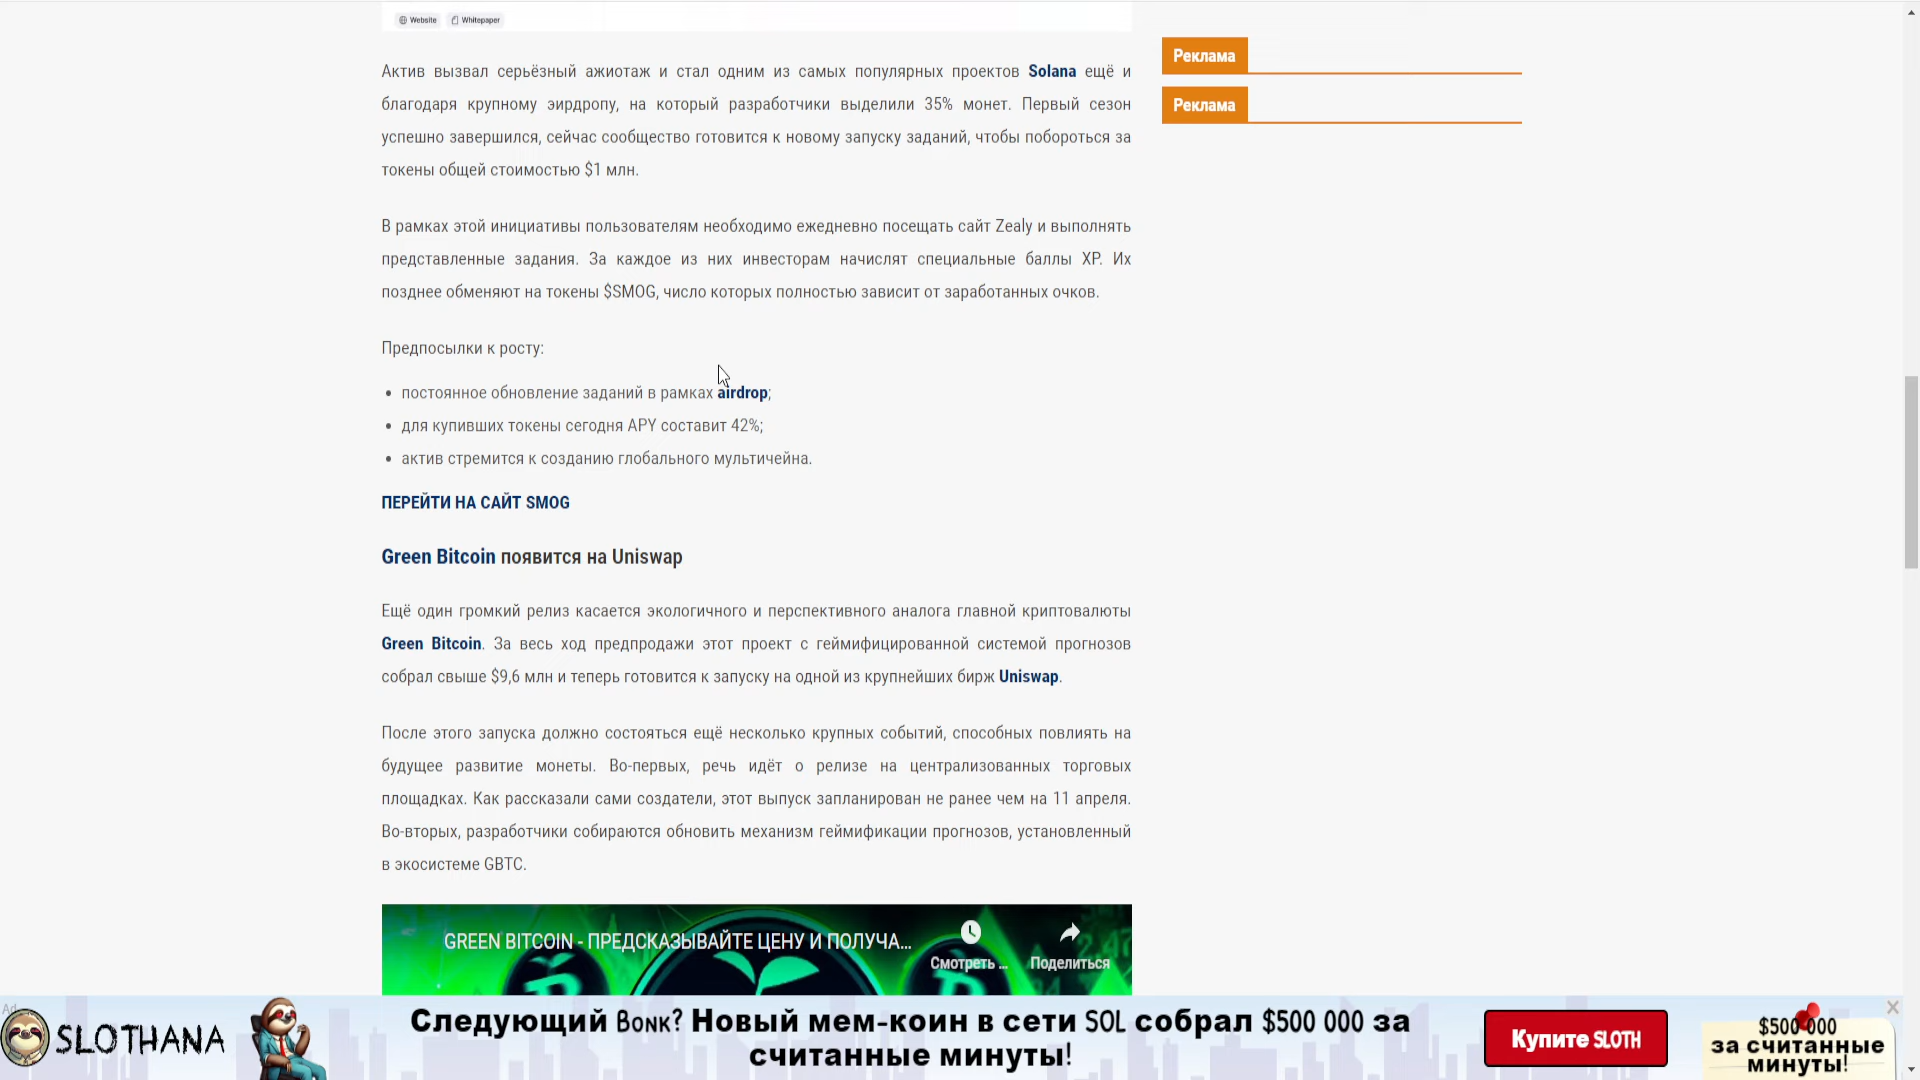 Website Whitepaper
Актив вызвал серьёзный ажиотаж и стал одним из самых популярных проектов Solana ещё и
благодаря крупному эирдропу, на который разработчики выделили 35% монет. Первый сезон
успешно завершился, сейчас сообщество готовится к новому запуску заданий, чтобы побороться за
токены общей стоимостью $1 млн.
В рамках этой инициативы пользователям необходимо ежедневно посещать сайт Zealy и выполнять
представленные задания. За каждое из них инвесторам начислят специальные баллы XP. Их
позднее обменяют на токены $SMOG, число которых полностью зависит от заработанных очков.
Предпосылки к росту:
• постоянное обновление заданий в рамках airdrop;
• для купивших токены сегодня APY составит 42%;
• актив стремится к созданию глобального мультичейна.
ПЕРЕЙТИ НА САЙТ SMOG
Green Bitcoin появится на Uniswap
Ещё один громкий релиз касается экологичного и перспективного аналога главной криптовалюты
Green Bitcoin. За весь ход предпродажи этот проект с геймифицированной системой прогнозов
собрал свыше $9,6 млн и теперь готовится к запуску на одной из крупнейших бирж Uniswap.
После этого запуска должно состояться ещё несколько крупных событий, способных повлиять на
будущее развитие монеты. Во-первых, речь идёт о релизе на централизованных торговых
площадках. Как рассказали сами создатели, этот выпуск запланирован не ранее чем на 11 апреля.
Во-вторых, разработчики собираются обновить механизм геймификации прогнозов, установленный
в экосистеме GBTC.
GREEN BITCOIN - ПРЕДСКАЗЫВАЙТЕ ЦЕНУ И ПОЛУЧА...
Смотреть ...
Поделиться
Реклама
Реклама
Ad
SLOTHANA
Следующий Bonk? Новый мем-коин в сети SOL собрал $500 000 за
считанные минуты!
Купите SLOTH
$500 000
за считанные
минуты!